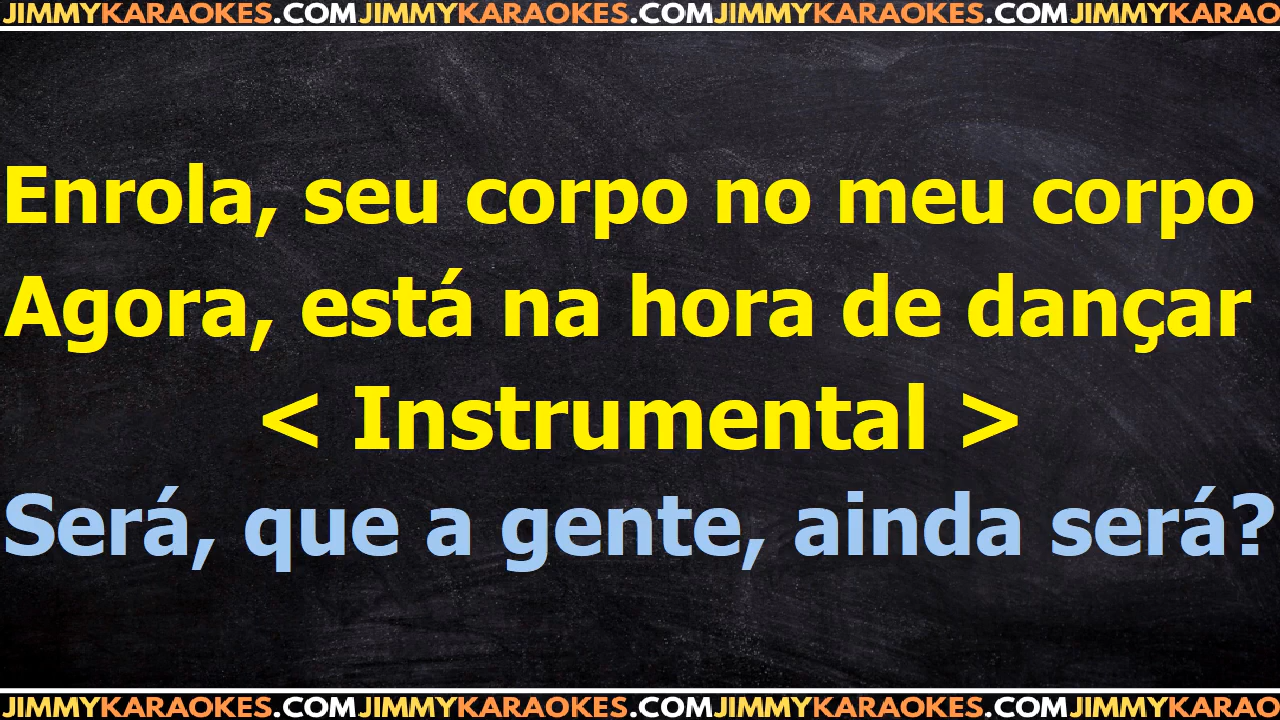 JIMMYKARAOKES.COMJIMMYKARAOKES.COMJIMMYKARAOKES.COMJIMMYKARAO
Enrola, seu corpo no meu corpo
Agora, está na hora de dançar
< Instrumental >
Será, que a gente, ainda será?
JIMMYKARAOKES.COMJIMMYKARAOKES.COMJIMMYKARAOKES.COMJIMMYKARAO